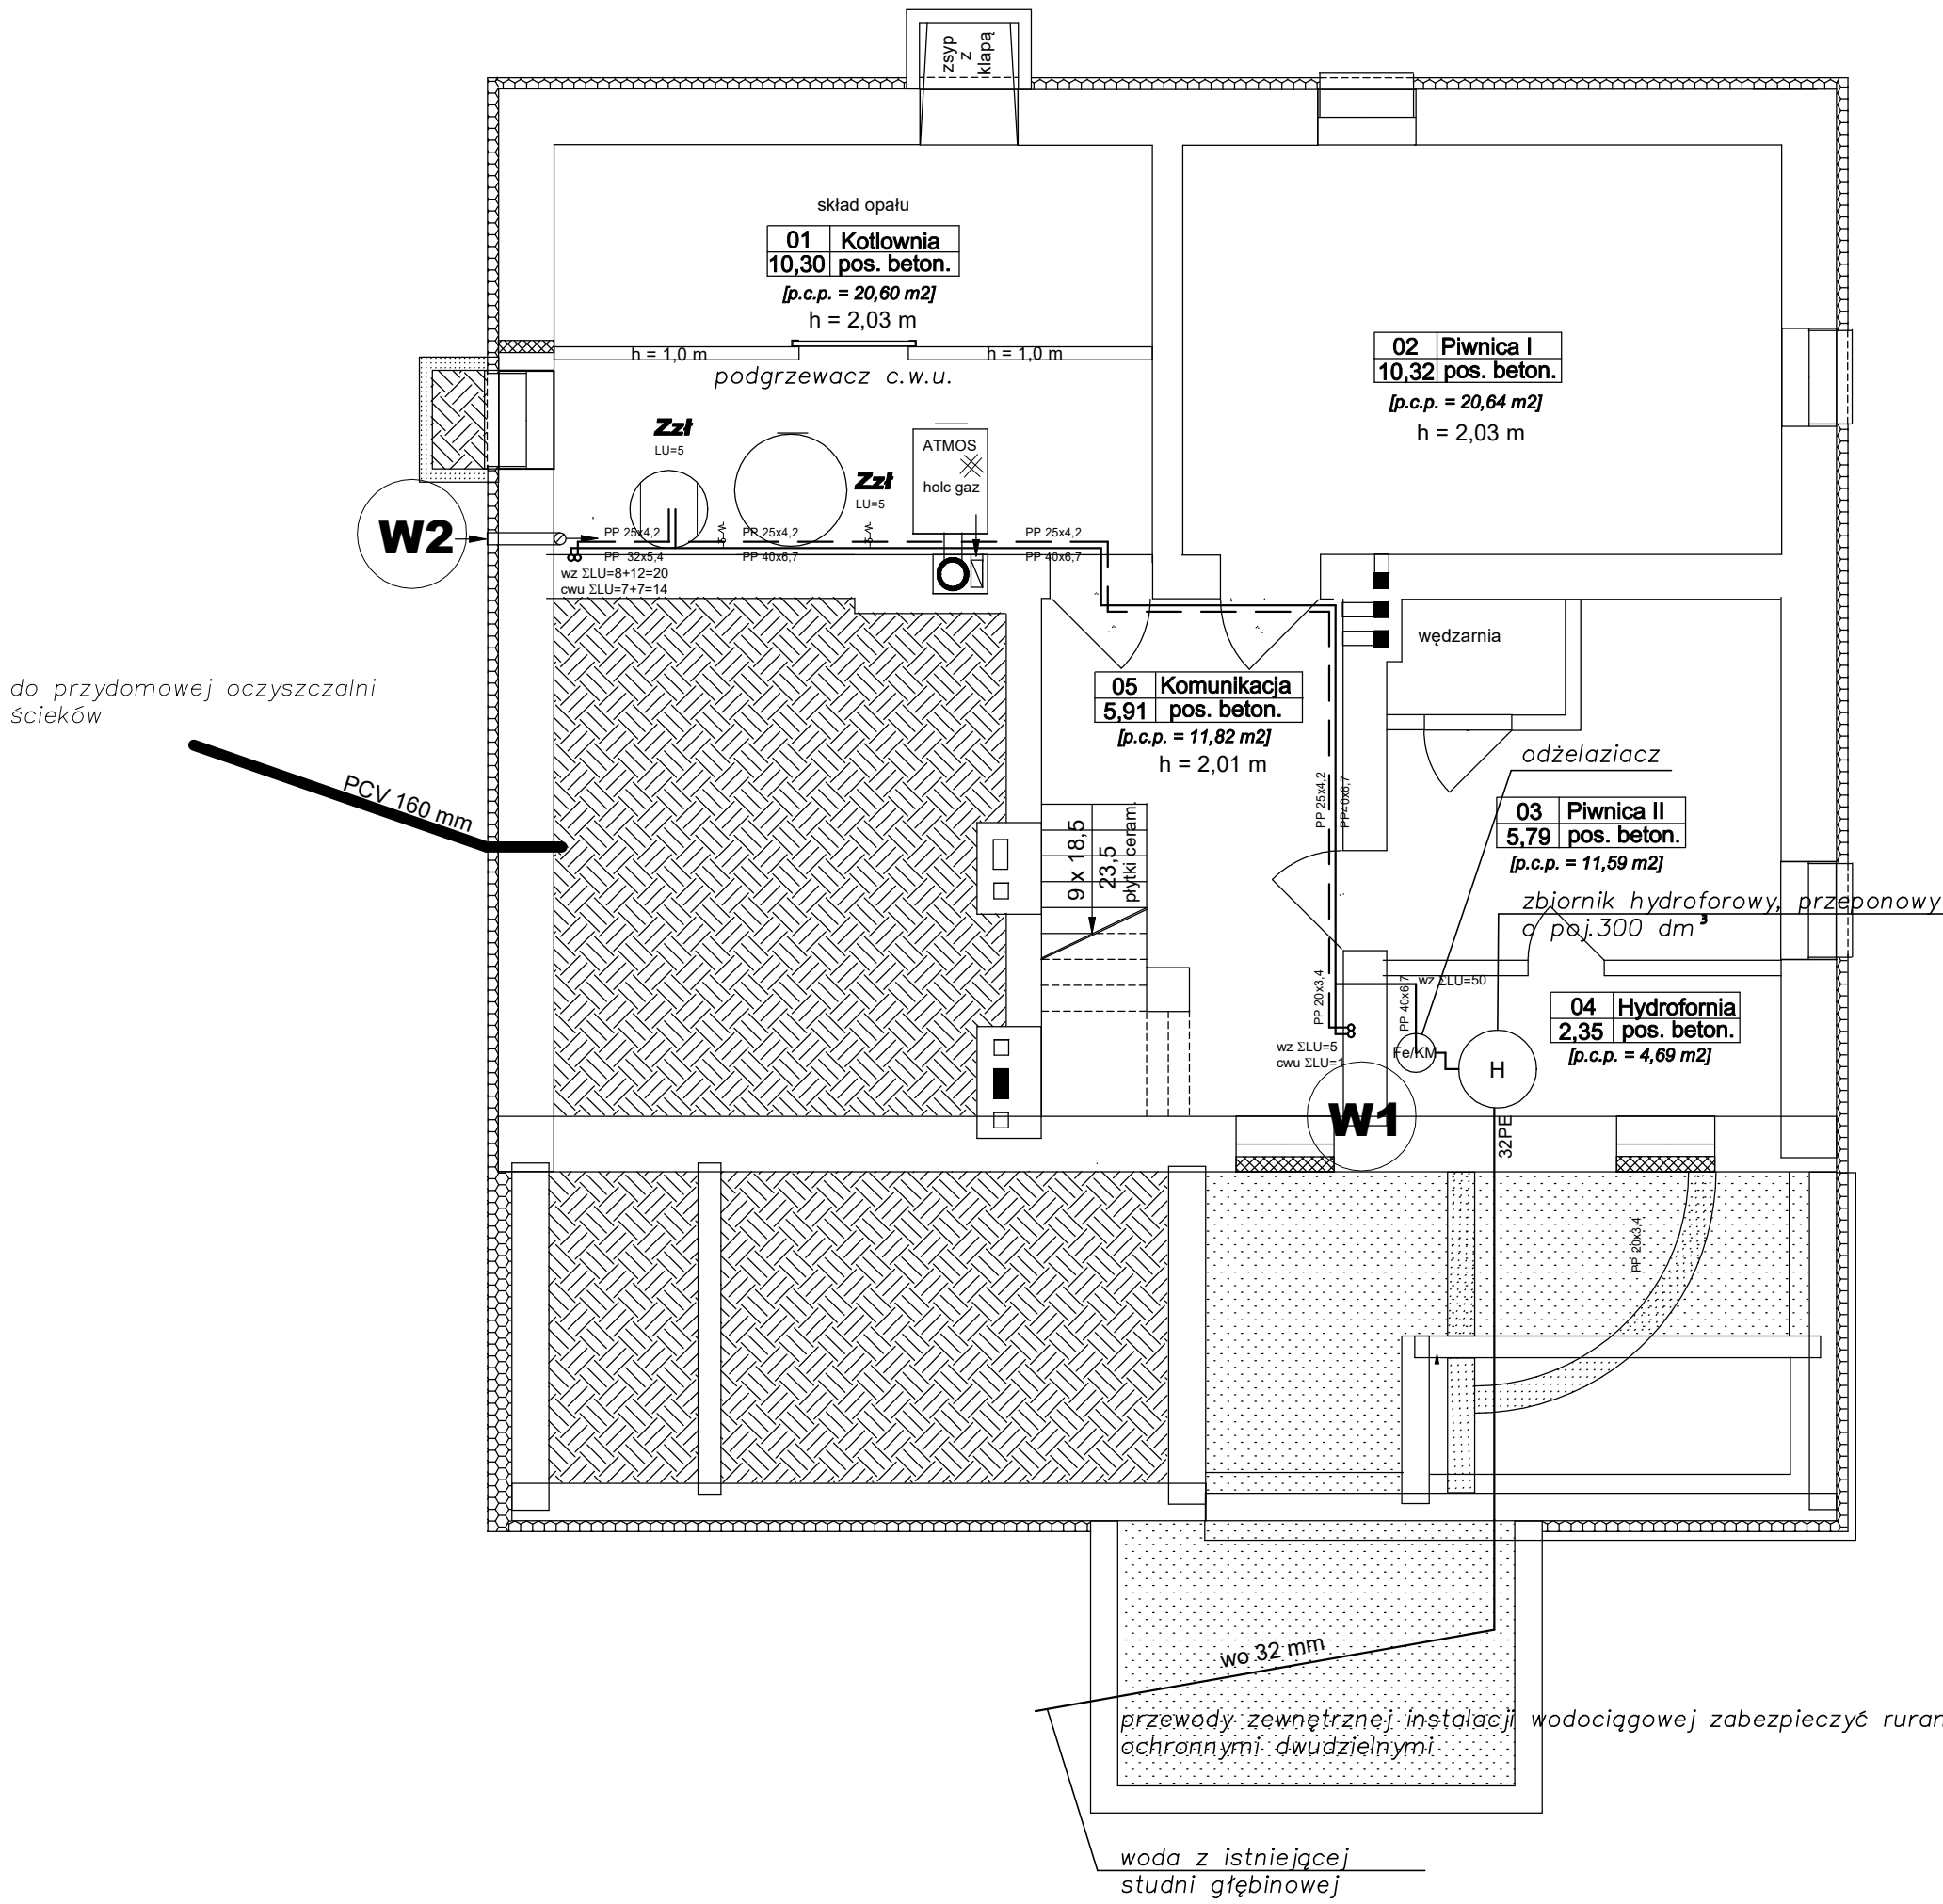 zsyp
z
klapą
skład opału
01 Kotlownia
10,30 pos. beton.
[p.c.p. = 20,60 m2]
h = 2,03 m
h = 1,0 m
h = 1,0 m
podgrzewacz c.w.u.
02 Piwnica I
10,32 pos. beton.
[p.c.p. = 20,64 m2]
h = 2,03 m
Zzł
LU=5
Zzł
LU=5
ATMOS
holc gaz
W2
PP 25x4,2
PP 25x4,2
PP 25x4,2
PP 32x5,4
PP 40x6,7
PP 40x6,7
wz ΣLU=8+12=20
cwu ΣLU=7+7=14
wędzarnia
do przydomowej oczyszczalni
ścieków
PCV 160 mm
05 Komunikacja
5,91 pos. beton.
[p.c.p. = 11,82 m2]
h = 2,01 m
odżelaziacz
PP 25x4,2
PP40x6,7
03 Piwnica II
5,79 pos. beton.
[p.c.p. = 11,59 m2]
9 x 18,5
23,5
płytki ceram.
zbiornik hydroforowy, przeponowy
o poj.300 dm³
PP 20x3,4
PP 40x6,7
wz ΣLU=50
04 Hydrofornia
2,35 pos. beton.
[p.c.p. = 4,69 m2]
wz ΣLU=5
cwu ΣLU=1
Fe/KM
H
W1
32PE
PP 20x3,4
wo 32 mm
przewody zewnętrznej instalacji wodociągowej zabezpieczyć ruram
ochronnymi dwudzielnymi
woda z istniejącej
studni głębinowej